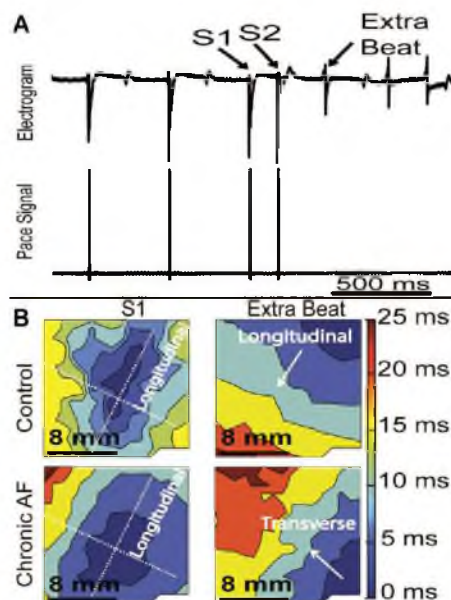 A
S1
S2
Extra
Beat
Electrogram
Pace Signal
500 ms
B
S1
Extra Beat
25 ms
20 ms
15 ms
10 ms
5 ms
0 ms
Control
Longitudinal
8 mm
Longitudinal
8 mm
Chronic AF
Longitudinal
8 mm
Transverse
8 mm